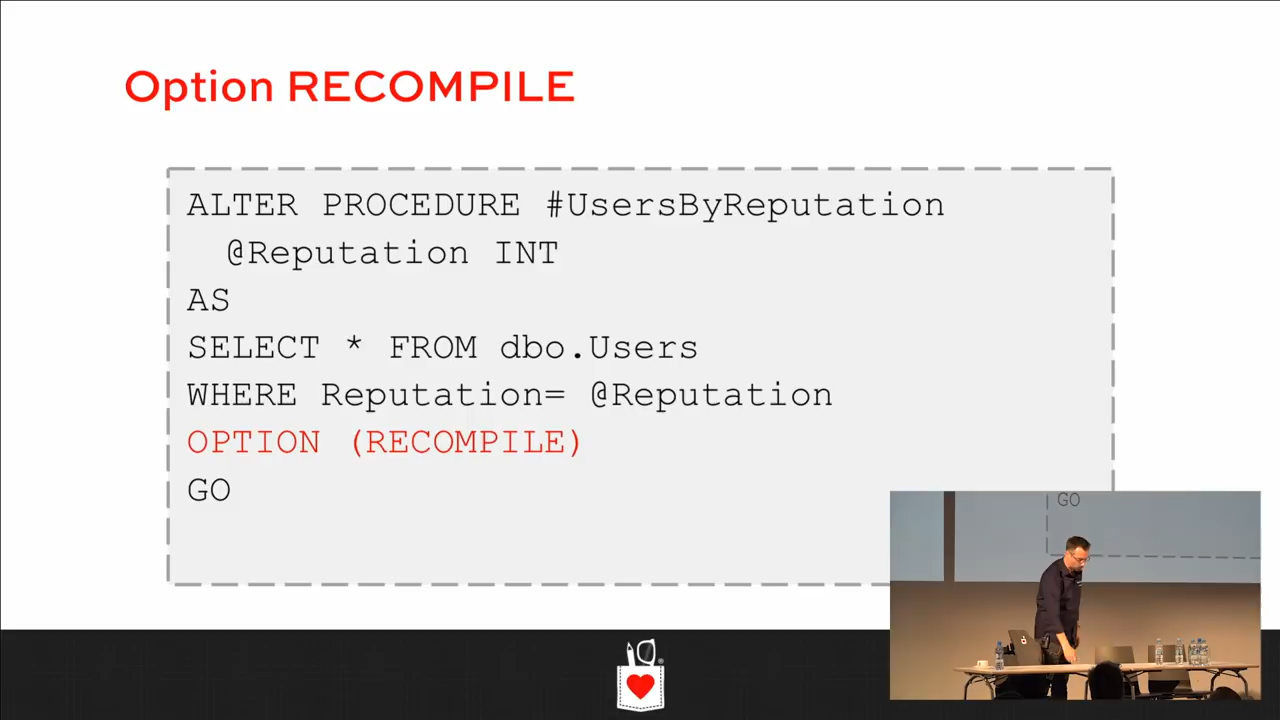 Option RECOMPILE
ALTER PROCEDURE #UsersByReputation
@Reputation INT
AS
SELECT * FROM dbo.Users
WHERE Reputation= @Reputation
OPTION (RECOMPILE)
GO
GO